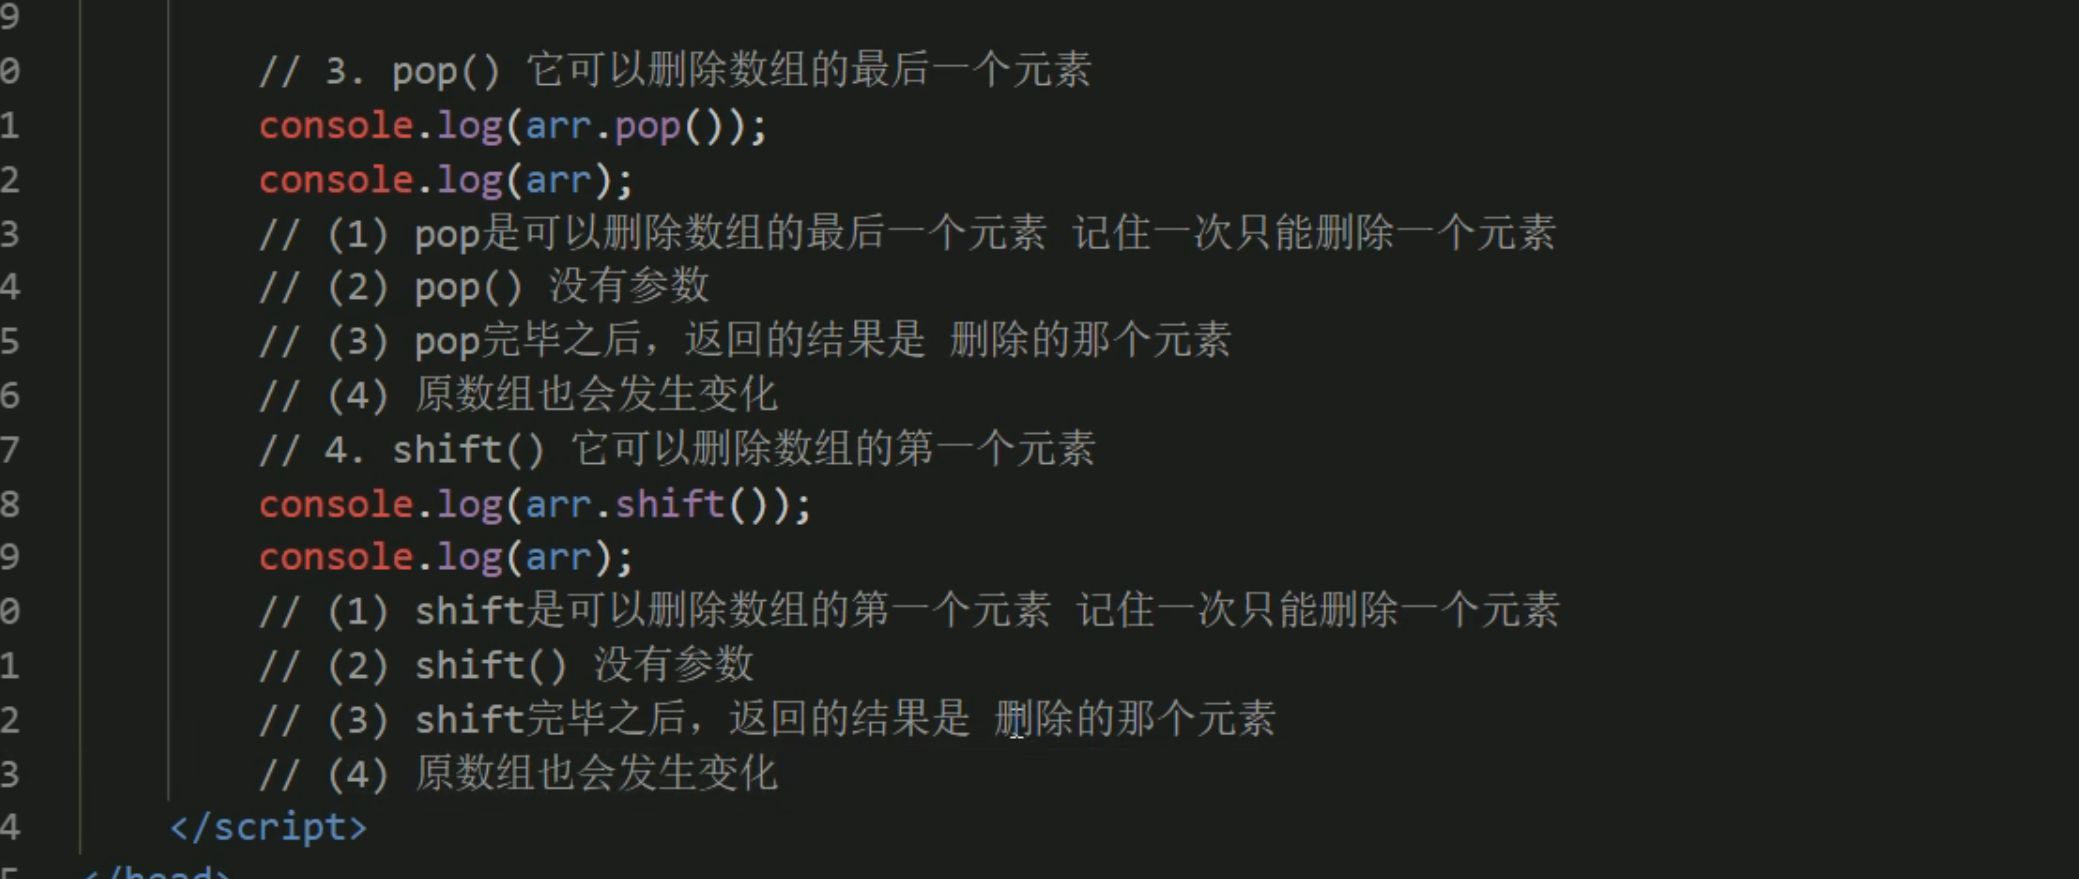 9
0 // 3. pop() 它可以删除数组的最后一个元素
1 console.log(arr.pop());
2 console.log(arr);
3 // (1) pop是可以删除数组的最后一个元素 记住一次只能删除一个元素
4 // (2) pop() 没有参数
5 // (3) pop完毕之后，返回的结果是 删除的那个元素
6 // (4) 原数组也会发生变化
7 // 4. shift() 它可以删除数组的第一个元素
8 console.log(arr.shift());
9 console.log(arr);
0 // (1) shift是可以删除数组的第一个元素 记住一次只能删除一个元素
1 // (2) shift() 没有参数
2 // (3) shift完毕之后，返回的结果是 删除的那个元素
3 // (4) 原数组也会发生变化
4 </script>
5 </head>